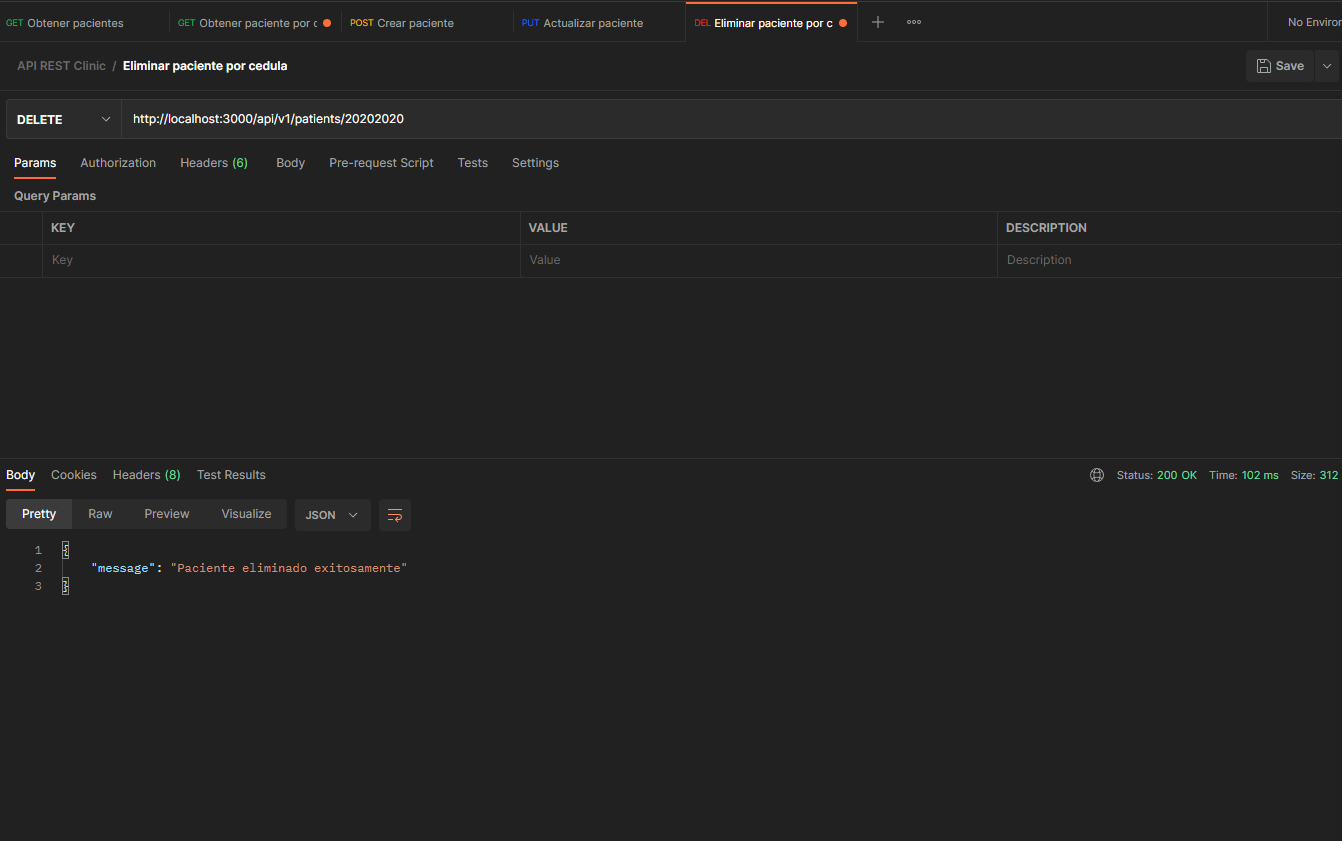 GET Obtener pacientes GET Obtener paciente por c POST Crear paciente PUT Actualizar paciente DEL Eliminar paciente por c No Enviror
API REST Clinic / Eliminar paciente por cedula Save
DELETE http://localhost:3000/api/v1/patients/20202020
Params Authorization Headers (6) Body Pre-request Script Tests Settings
Query Params
KEY VALUE DESCRIPTION
Key Value Description
Body Cookies Headers (8) Test Results Status: 200 OK Time: 102 ms Size: 312
Pretty Raw Preview Visualize JSON
1 {
2 "message": "Paciente eliminado exitosamente"
3 }